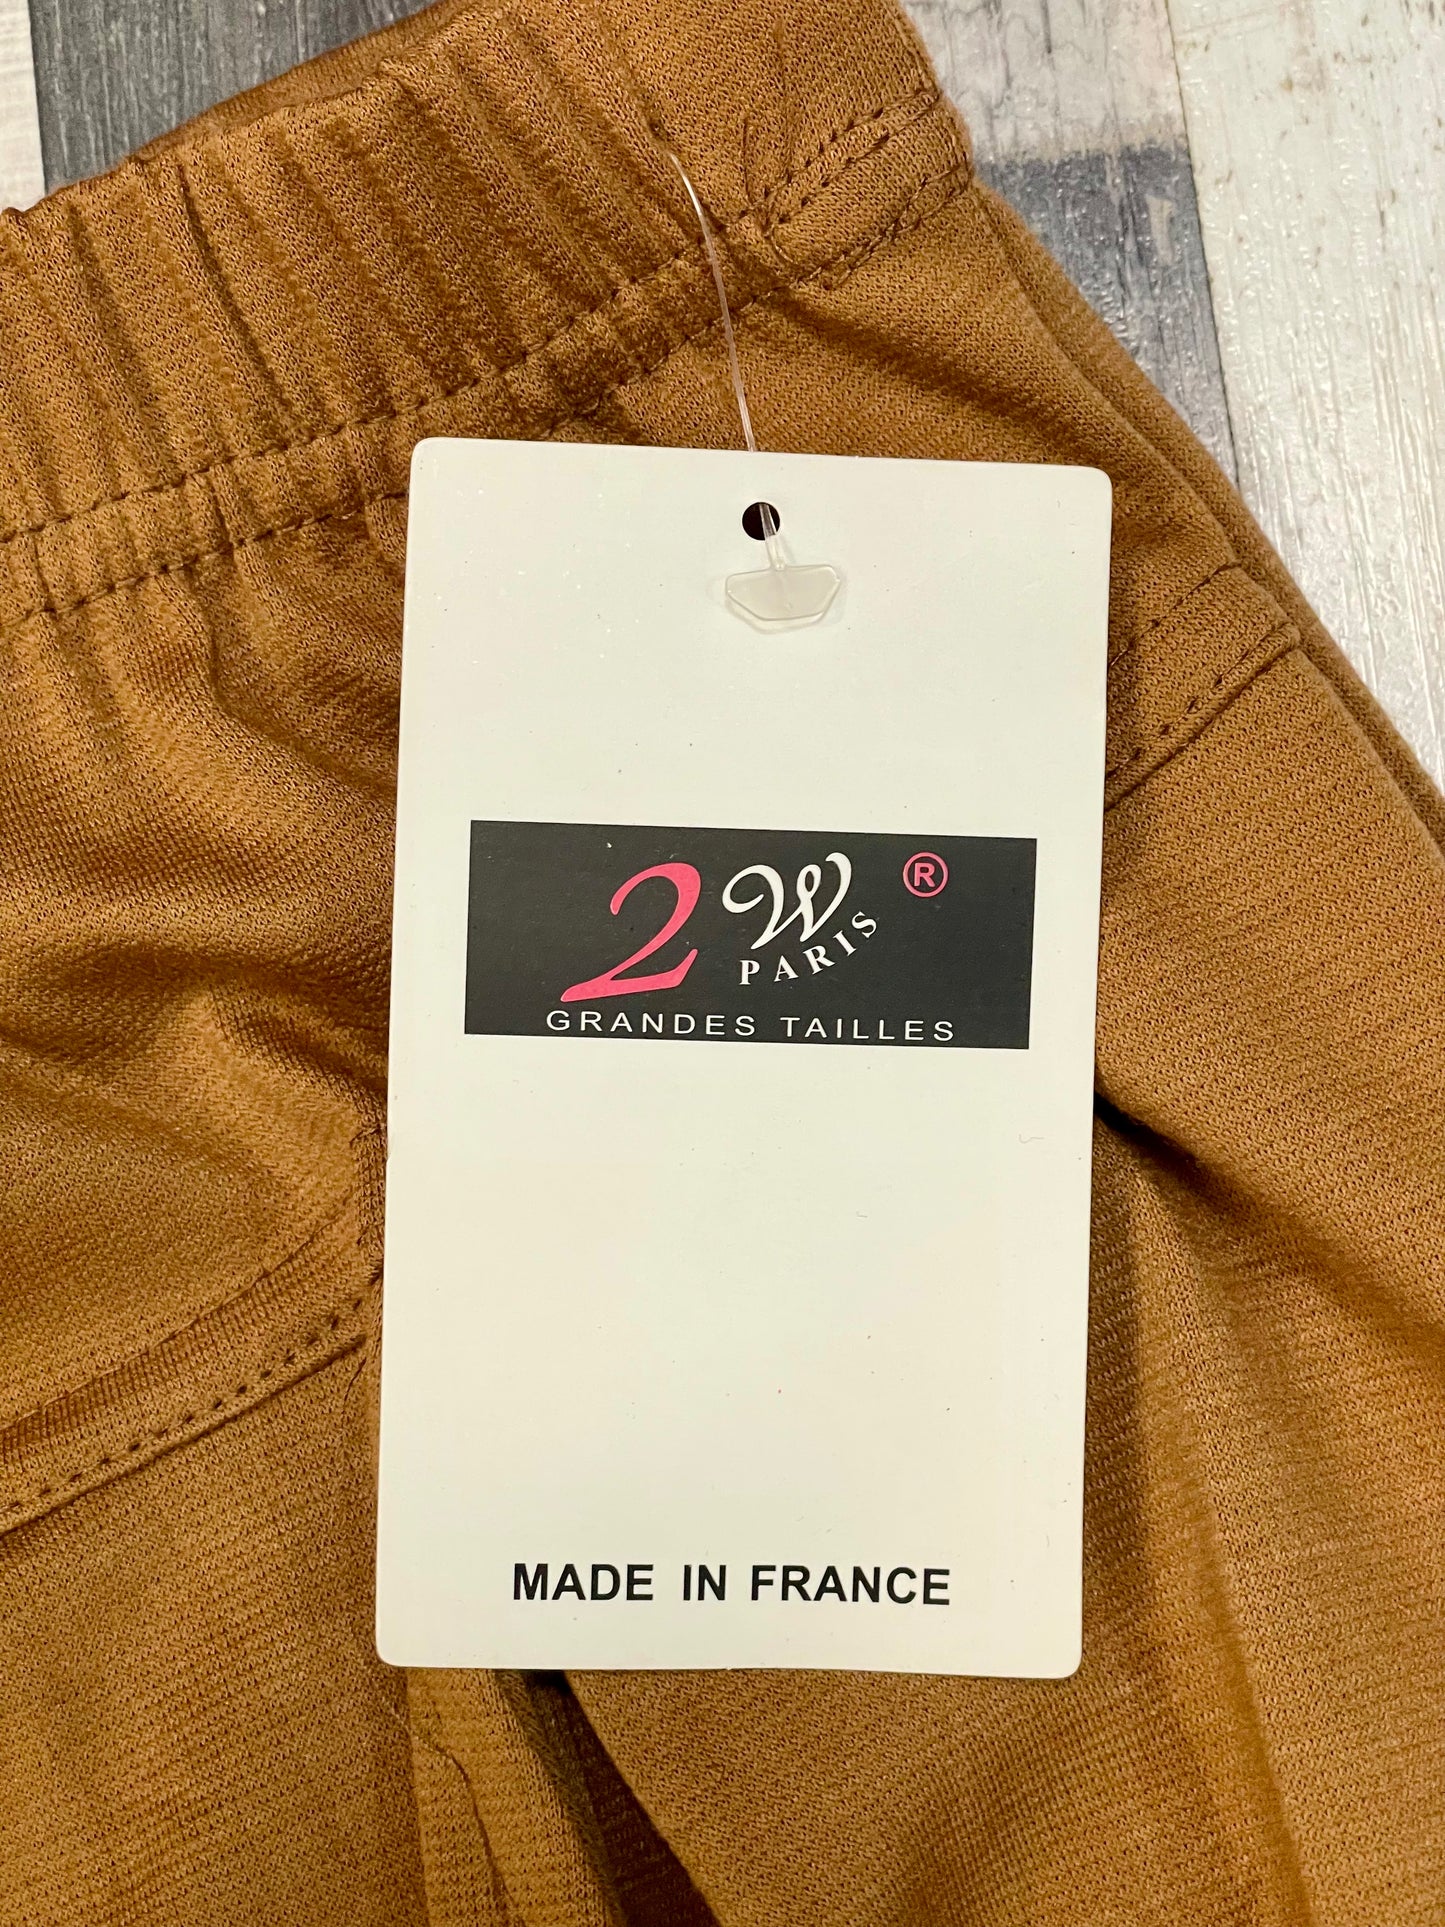 2W ®
PARIS
GRANDES TAILLES
MADE IN FRANCE